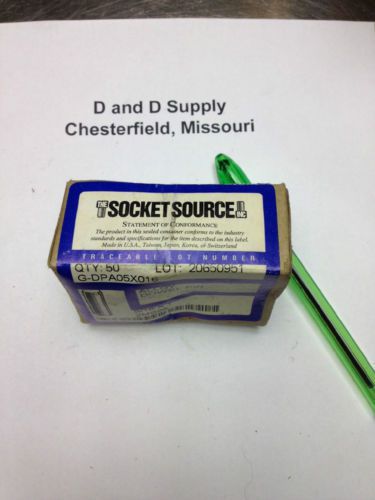 D and D Supply
Chesterfield, Missouri
THE SOCKET SOURCE INC
STATEMENT OF CONFORMANCE
The product in this sealed container conforms to the industry
standards and specifications for the item described on this label.
Made in U.S.A., Taiwan, Japan, Korea, or Switzerland
TRACEABLE LOT NUMBER
QTY: 50 LOT: 20650951
G-DPA05X016